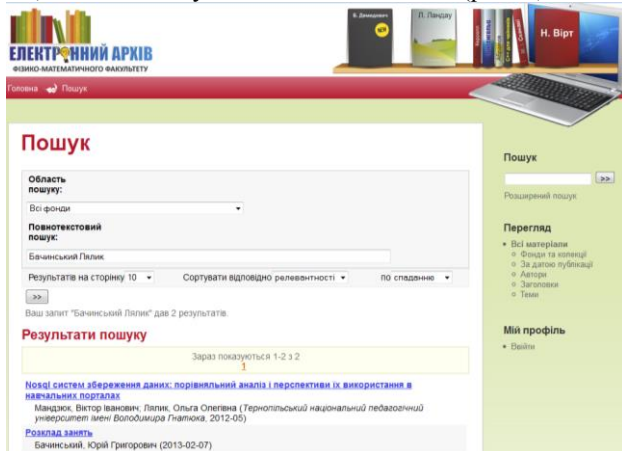 ЕЛЕКТРОННИЙ АРХІВ
ФІЗИКО-МАТЕМАТИЧНОГО ФАКУЛЬТЕТУ
Б. Демидович
Л. Ландау
Н. Вірт
Головна Пошук
Пошук
Область
пошуку:
Всі фонди
Повнотекстовий
пошук:
Бачинський Лялик
Результатів на сторінку 10 Сортувати відповідно релевантності по спаданню
>>
Ваш запит "Бачинський Лялик" дав 2 результатів.
Результати пошуку
Зараз показуються 1-2 з 2
1
Nosql систем збереження даних: порівняльний аналіз і перспективи їх використання в
навчальних порталах
Мандзюк, Віктор Іванович; Лялик, Ольга Олегівна (Тернопільський національний педагогічний
університет імені Володимира Гнатюка, 2012-05)
Розклад занять
Бачинський, Юрій Григорович (2013-02-07)
Пошук
>>
Розширений пошук
Перегляд
Всі матеріали
Фонди та колекції
За датою публікації
Автори
Заголовки
Теми
Мій профіль
Ввійти